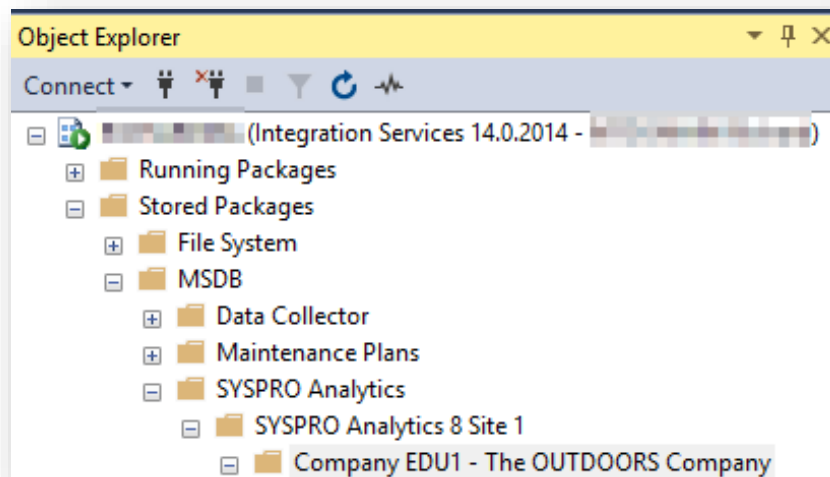 Object Explorer
Connect
(Integration Services 14.0.2014 - )
Running Packages
Stored Packages
File System
MSDB
Data Collector
Maintenance Plans
SYSPRO Analytics
SYSPRO Analytics 8 Site 1
Company EDU1 - The OUTDOORS Company